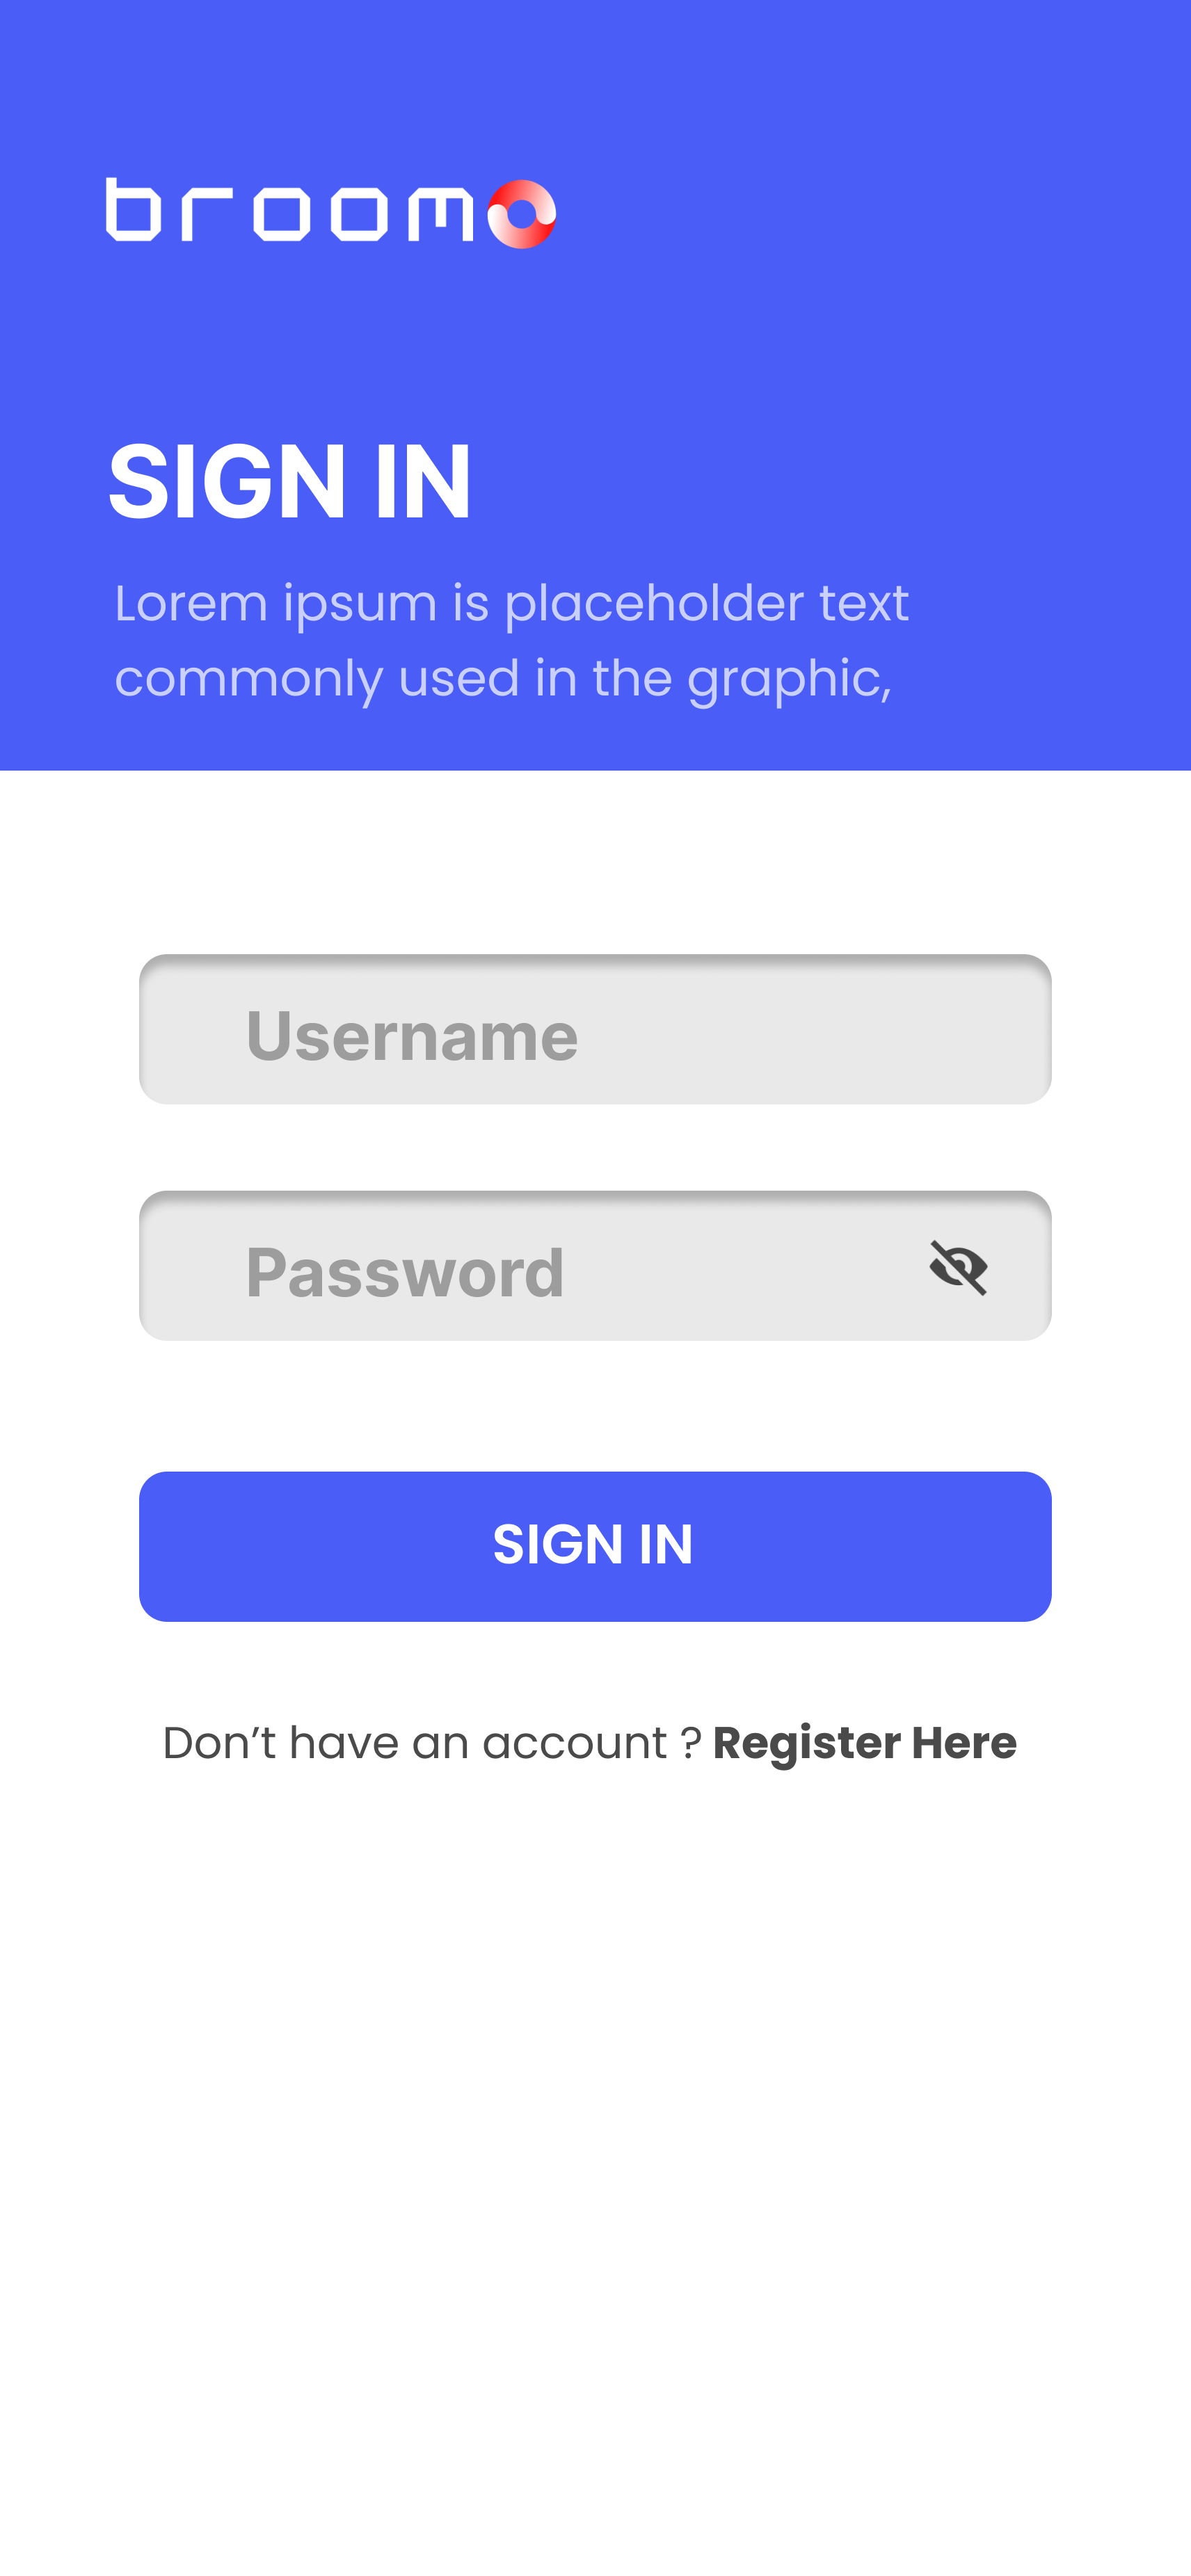 broomo
SIGN IN
Lorem ipsum is placeholder text
commonly used in the graphic,
Username
Password
SIGN IN
Don’t have an account ? Register Here